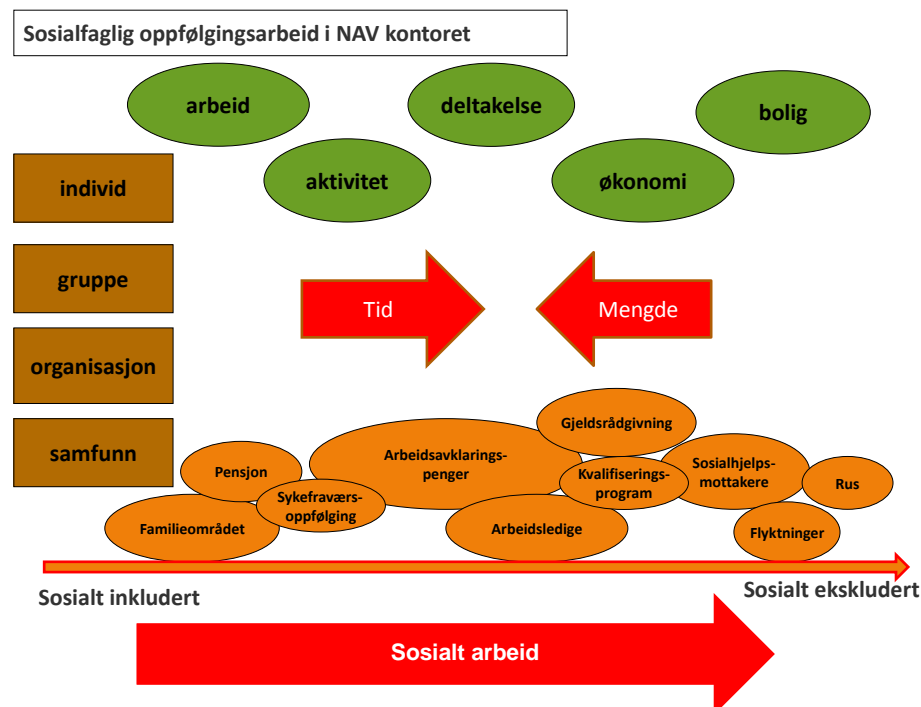 Sosialfaglig oppfølgingsarbeid i NAV kontoret
arbeid
deltakelse
bolig
aktivitet
økonomi
individ
gruppe
organisasjon
samfunn
Tid
Mengde
Gjeldsrådgivning
Pensjon
Arbeidsavklarings-
penger
Kvalifiserings-
program
Sosialhjelps-
mottakere
Rus
Sykefraværs-
oppfølging
Familieområdet
Arbeidsledige
Flyktninger
Sosialt inkludert
Sosialt ekskludert
Sosialt arbeid